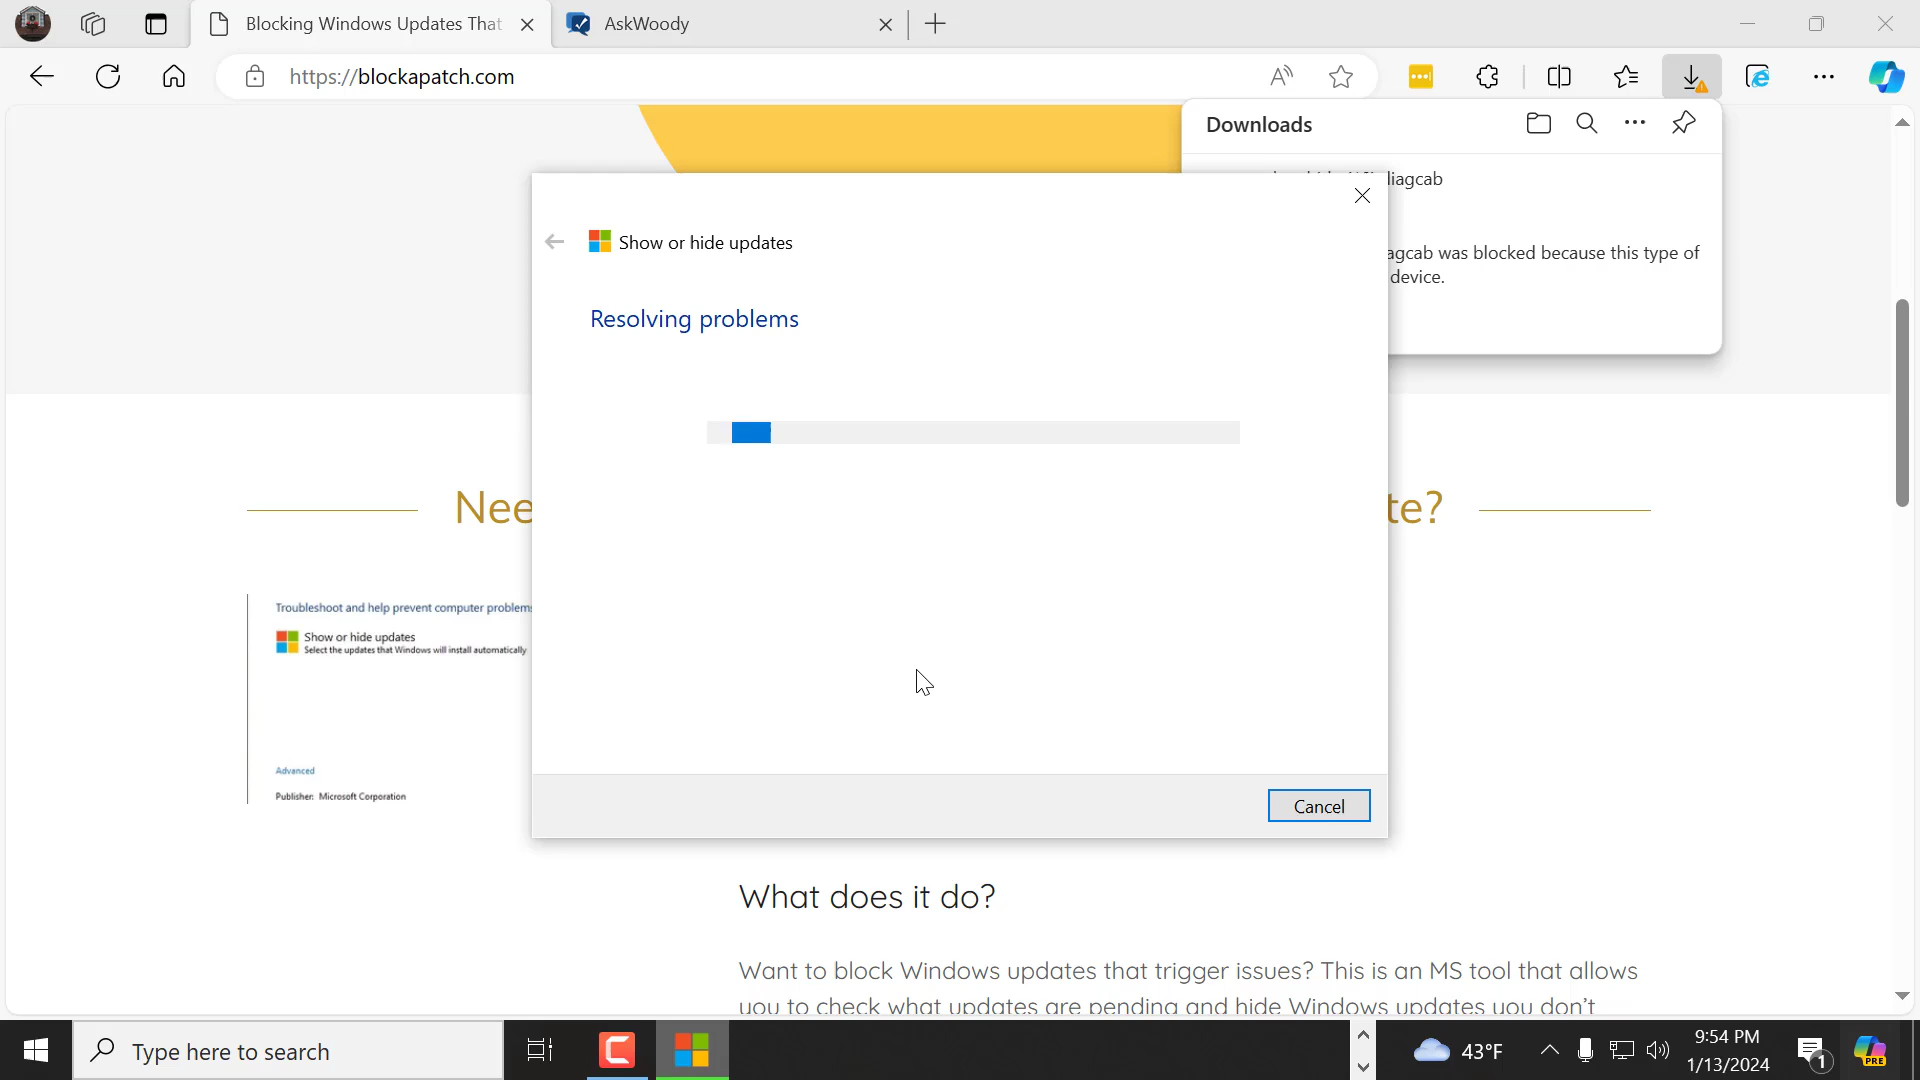 Blocking Windows Updates That
AskWoody
https://blockapatch.com
Downloads
iagcab
agcab was blocked because this type of
device.
Show or hide updates
Resolving problems
Nee
te?
Troubleshoot and help prevent computer problems
Show or hide updates
Select the updates that Windows will install automatically
Advanced
Publisher: Microsoft Corporation
Cancel
What does it do?
Want to block Windows updates that trigger issues? This is an MS tool that allows
you to check what updates are pending and hide Windows updates you don't
Type here to search
43°F
9:54 PM
1/13/2024
1
PRE